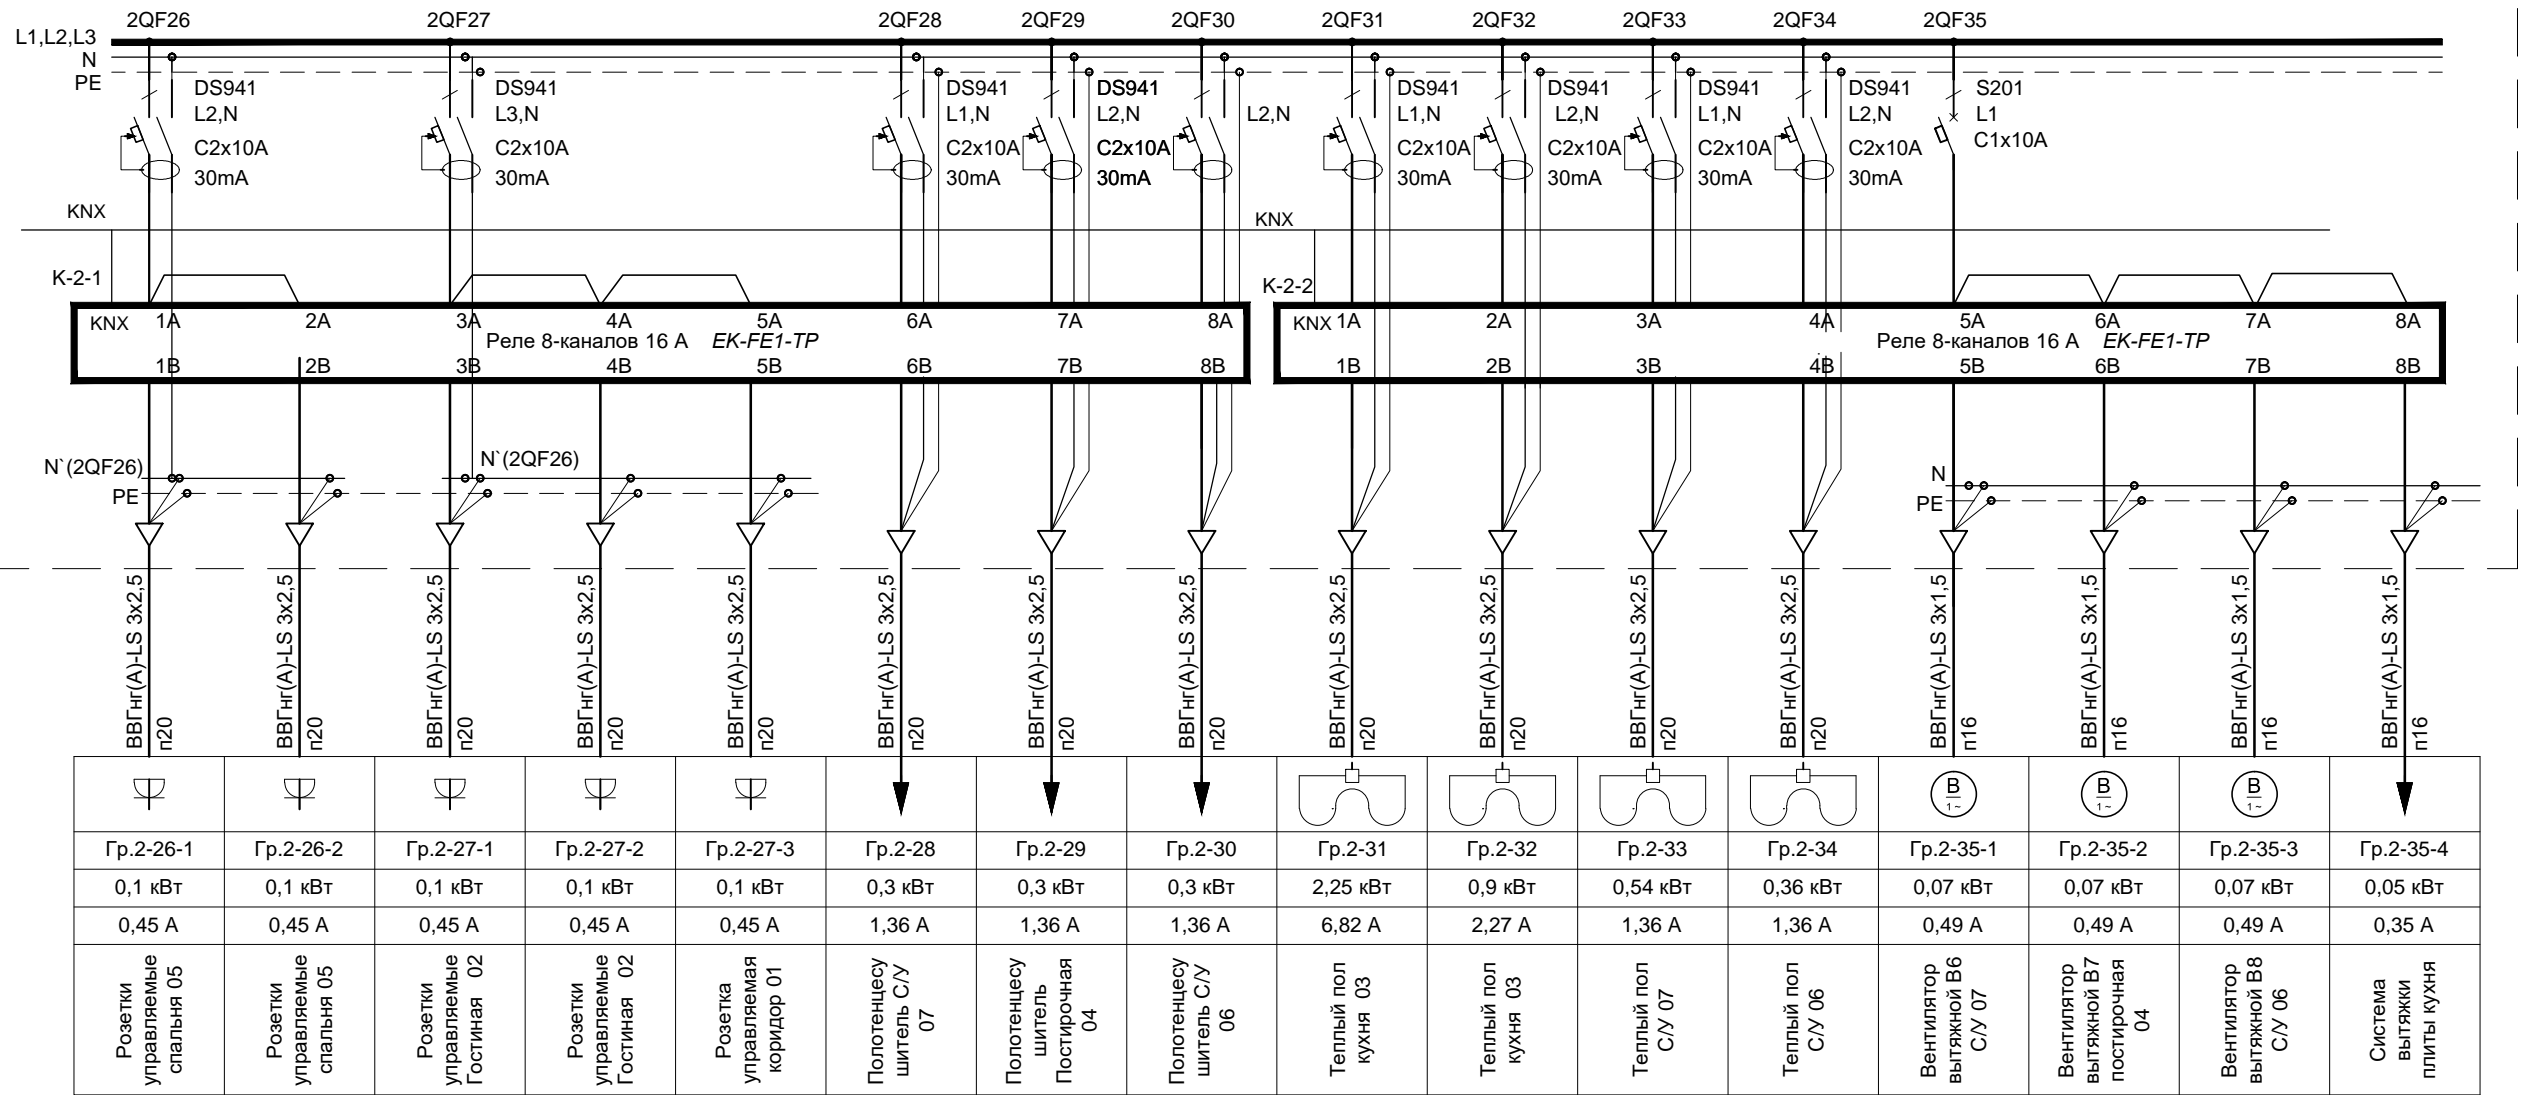 2QF26 2QF27 2QF28 2QF29 2QF30 2QF31 2QF32 2QF33 2QF34 2QF35
L1,L2,L3
N
PE
DS941 DS941 DS941 DS941 DS941 DS941 DS941 DS941 S201
L2,N L3,N L1,N L2,N L2,N L1,N L2,N L1,N L2,N L1
C2x10A C2x10A C2x10A C2x10A C2x10A C2x10A C2x10A C2x10A C1x10A
30mA 30mA 30mA 30mA 30mA 30mA 30mA 30mA
KNX KNX
K-2-1 K-2-2
KNX 1A 2A 3A 4A 5A 6A 7A 8A KNX 1A 2A 3A 4A 5A 6A 7A 8A
Реле 8-каналов 16 А EK-FE1-TP Реле 8-каналов 16 А EK-FE1-TP
1B 2B 3B 4B 5B 6B 7B 8B 1B 2B 3B 4B 5B 6B 7B 8B
N`(2QF26) N`(2QF26) N
PE PE
ВВГнг(А)-LS 3x2,5 ВВГнг(А)-LS 3x2,5 ВВГнг(А)-LS 3x2,5 ВВГнг(А)-LS 3x2,5 ВВГнг(А)-LS 3x2,5 ВВГнг(А)-LS 3x2,5 ВВГнг(А)-LS 3x2,5 ВВГнг(А)-LS 3x2,5 ВВГнг(А)-LS 3x2,5 ВВГнг(А)-LS 3x2,5 ВВГнг(А)-LS 3x2,5 ВВГнг(А)-LS 3x2,5 ВВГнг(А)-LS 3x1,5 ВВГнг(А)-LS 3x1,5 ВВГнг(А)-LS 3x1,5 ВВГнг(А)-LS 3x1,5
п20 п20 п20 п20 п20 п20 п20 п20 п20 п20 п20 п20 п16 п16 п16 п16
В В В
1~ 1~ 1~
Гр.2-26-1 Гр.2-26-2 Гр.2-27-1 Гр.2-27-2 Гр.2-27-3 Гр.2-28 Гр.2-29 Гр.2-30 Гр.2-31 Гр.2-32 Гр.2-33 Гр.2-34 Гр.2-35-1 Гр.2-35-2 Гр.2-35-3 Гр.2-35-4
0,1 кВт 0,1 кВт 0,1 кВт 0,1 кВт 0,1 кВт 0,3 кВт 0,3 кВт 0,3 кВт 2,25 кВт 0,9 кВт 0,54 кВт 0,36 кВт 0,07 кВт 0,07 кВт 0,07 кВт 0,05 кВт
0,45 А 0,45 А 0,45 А 0,45 А 0,45 А 1,36 А 1,36 А 1,36 А 6,82 А 2,27 А 1,36 А 1,36 А 0,49 А 0,49 А 0,49 А 0,35 А
Розетки
управляемые
спальня 05
Розетки
управляемые
спальня 05
Розетки
управляемые
Гостиная 02
Розетки
управляемые
Гостиная 02
Розетка
управляемая
коридор 01
Полотенцесу
шитель С/У
07
Полотенцесу
шитель
Постирочная
04
Полотенцесу
шитель С/У
06
Теплый пол
кухня 03
Теплый пол
кухня 03
Теплый пол
С/У 07
Теплый пол
С/У 06
Вентилятор
вытяжной В6
С/У 07
Вентилятор
вытяжной В7
постирочная
04
Вентилятор
вытяжной В8
С/У 06
Система
вытяжки
плиты кухня